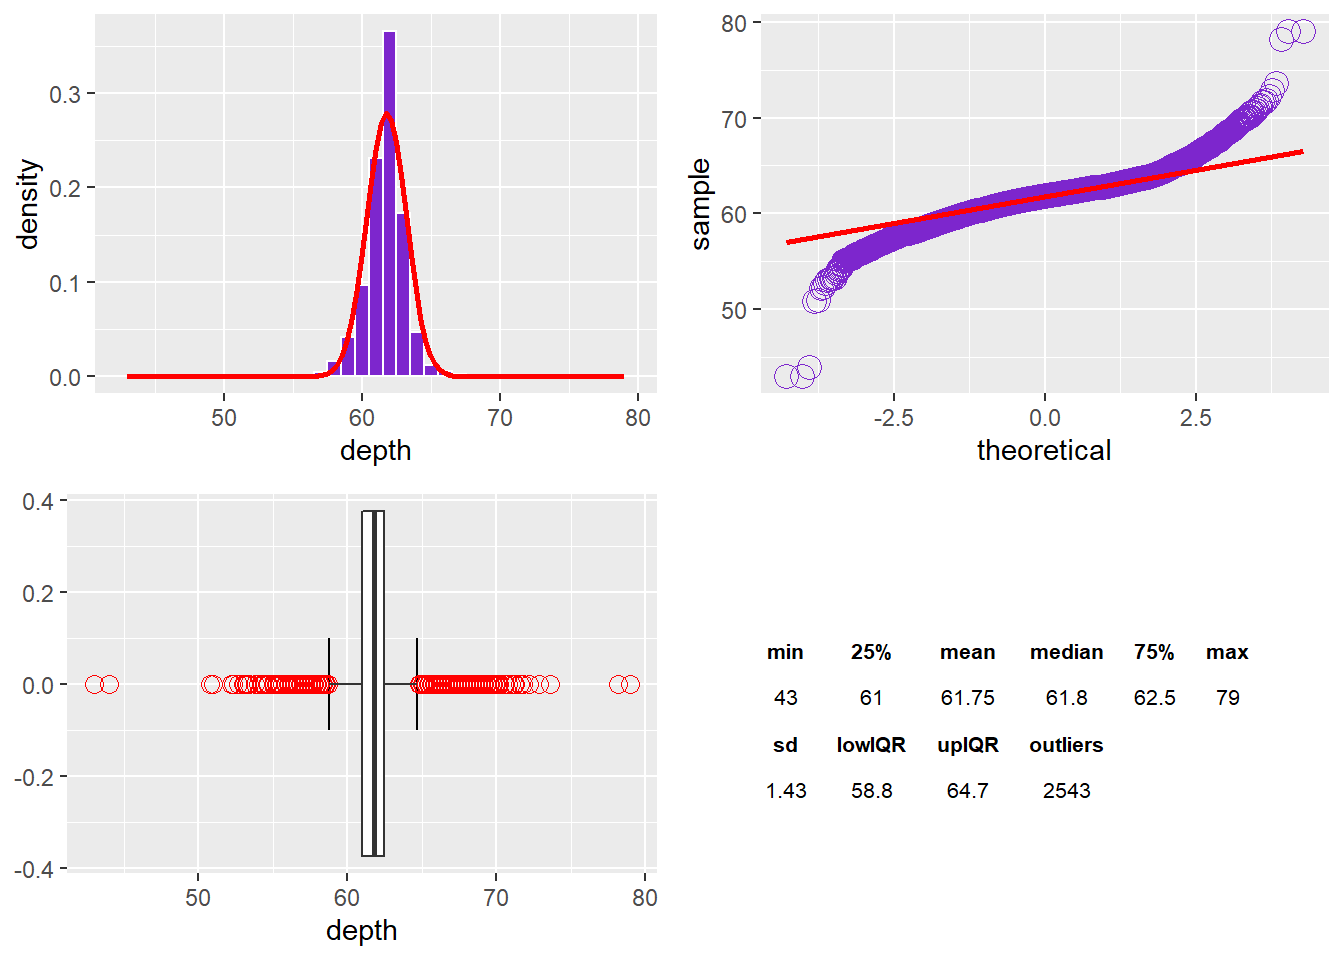 density
0.3
0.2
0.1
0.0
50 60 70 80
depth
sample
80
70
60
50
-2.5 0.0 2.5
theoretical
0.4
0.2
0.0
-0.2
-0.4
50 60 70 80
depth
min 25% mean median 75% max
43 61 61.75 61.8 62.5 79
sd lowIQR upIQR outliers
1.43 58.8 64.7 2543